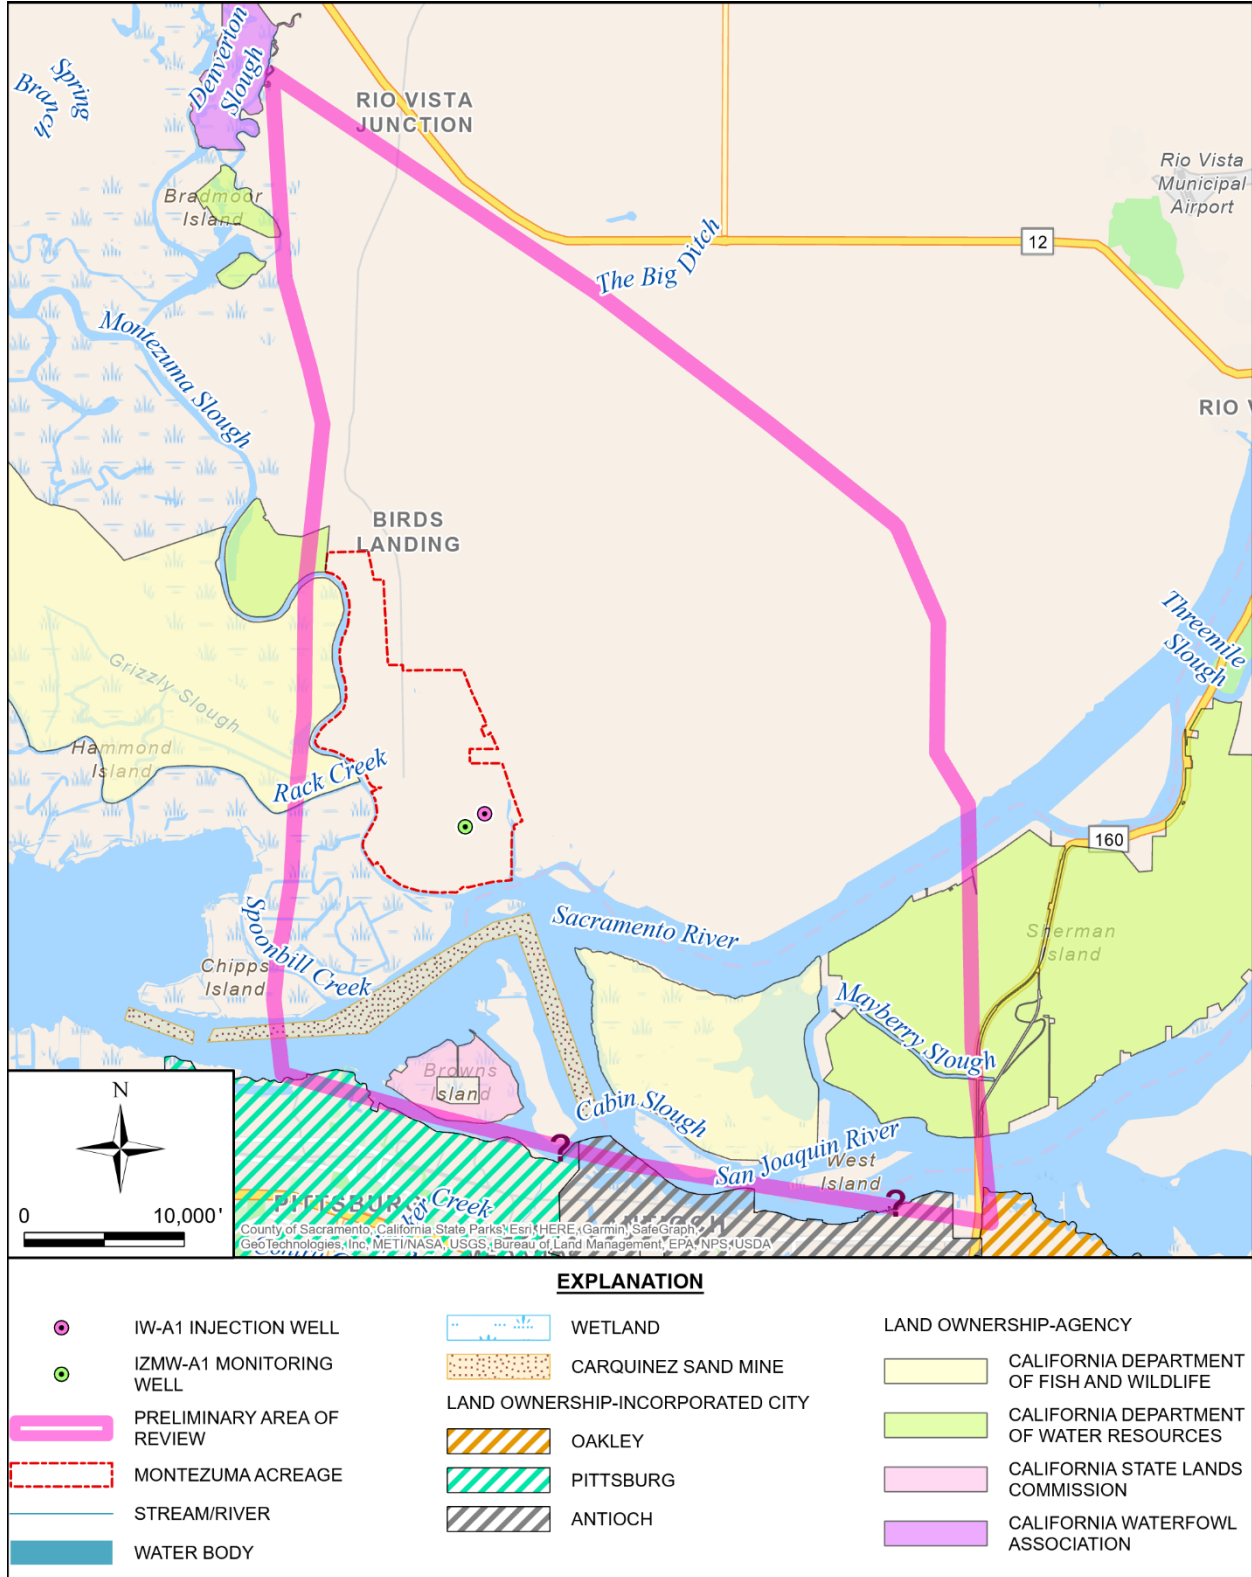 Denverton
Slough
Spring
Branch
RIO VISTA
JUNCTION
Rio Vista
Municipal
Airport
Bradmoor
Island
The Big Ditch
12
Montezuma Slough
RIO V
BIRDS
LANDING
Threemile
Slough
Grizzly Slough
Hammond
Island
Rack Creek
160
Spoonbill Creek
Sacramento River
Sherman
Island
Chipps
Island
Mayberry Slough
Browns
Island
Cabin Slough
San Joaquin River
West
Island
?
?
N
0 10,000'
PITTSBURG
Creek
County of Sacramento, California State Parks, Esri, HERE, Garmin, SafeGraph,
GeoTechnologies, Inc, METI/NASA, USGS, Bureau of Land Management, EPA, NPS, USDA
EXPLANATION
IW-A1 INJECTION WELL
IZMW-A1 MONITORING
WELL
PRELIMINARY AREA OF
REVIEW
MONTEZUMA ACREAGE
STREAM/RIVER
WATER BODY
WETLAND
CARQUINEZ SAND MINE
LAND OWNERSHIP-INCORPORATED CITY
OAKLEY
PITTSBURG
ANTIOCH
LAND OWNERSHIP-AGENCY
CALIFORNIA DEPARTMENT
OF FISH AND WILDLIFE
CALIFORNIA DEPARTMENT
OF WATER RESOURCES
CALIFORNIA STATE LANDS
COMMISSION
CALIFORNIA WATERFOWL
ASSOCIATION